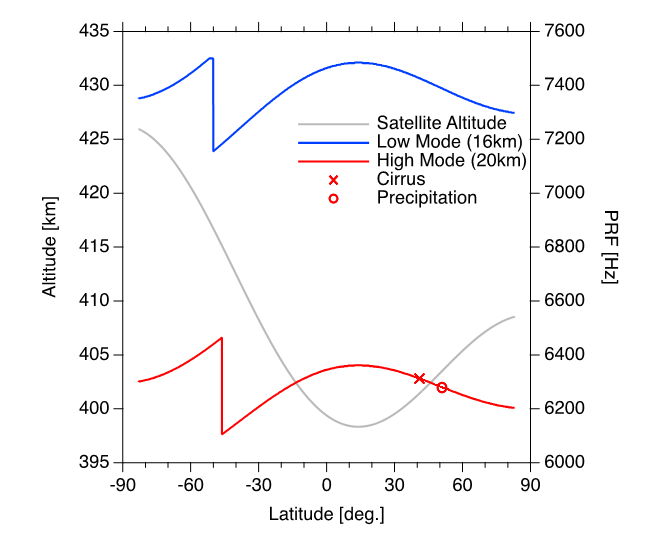 435
430
425
420
415
410
405
400
395
Altitude [km]
7600
7400
7200
7000
6800
6600
6400
6200
6000
PRF [Hz]
Satellite Altitude
Low Mode (16km)
High Mode (20km)
Cirrus
Precipitation
-90 -60 -30 0 30 60 90
Latitude [deg.]